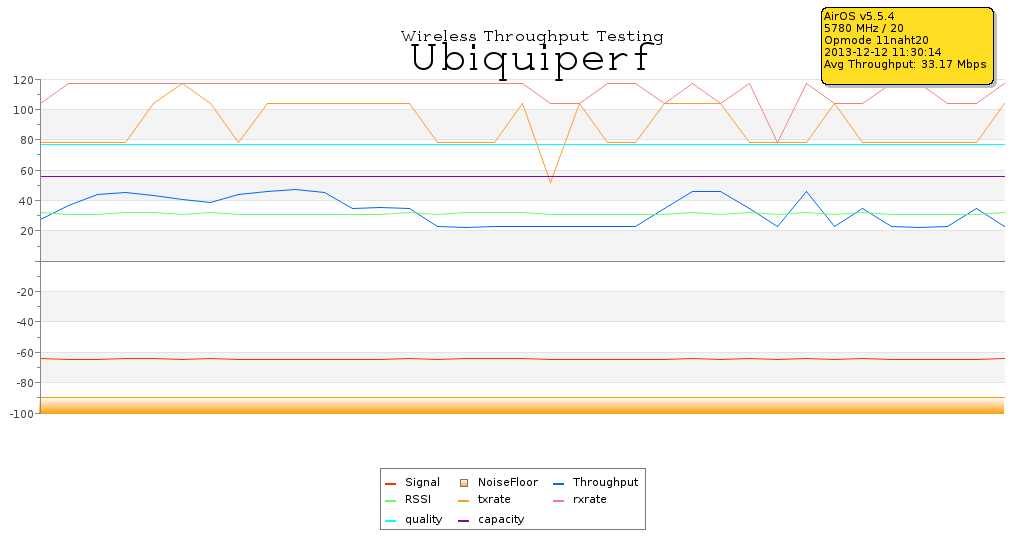 Wireless Throughput Testing
Ubiquiperf
AirOS v5.5.4
5780 MHz / 20
Opmode 11naht20
2013-12-12 11:30:14
Avg Throughput: 33.17 Mbps
120
100
80
60
40
20
-20
-40
-60
-80
-100
Signal NoiseFloor Throughput
RSSI txrate rxrate
quality capacity